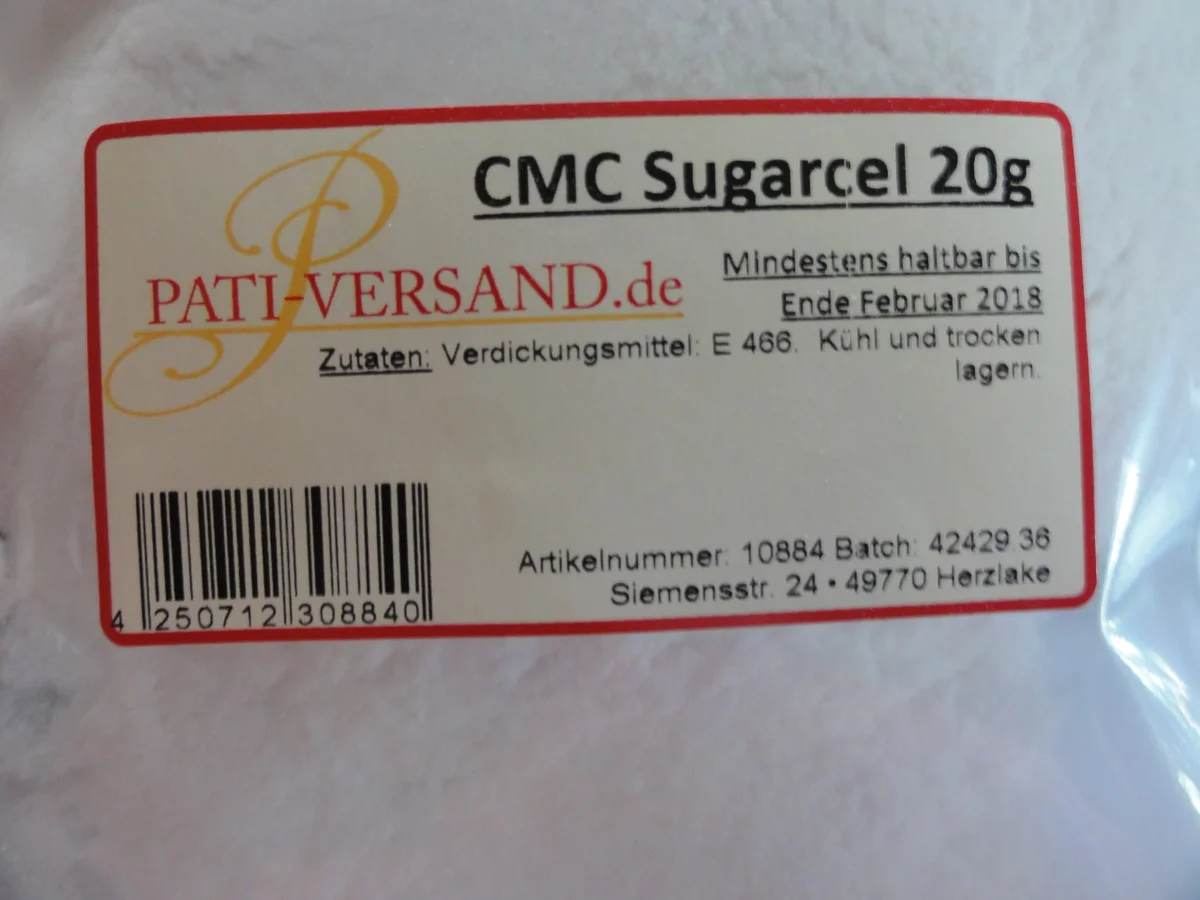 CMC Sugarcel 20g
PATI-VERSAND.de
Mindestens haltbar bis
Ende Februar 2018
Zutaten: Verdickungsmittel: E 466. Kühl und trocken
lagern.
Artikelnummer: 10884 Batch: 42429.36
Siemensstr. 24 • 49770 Herzlake
4 250712 308840